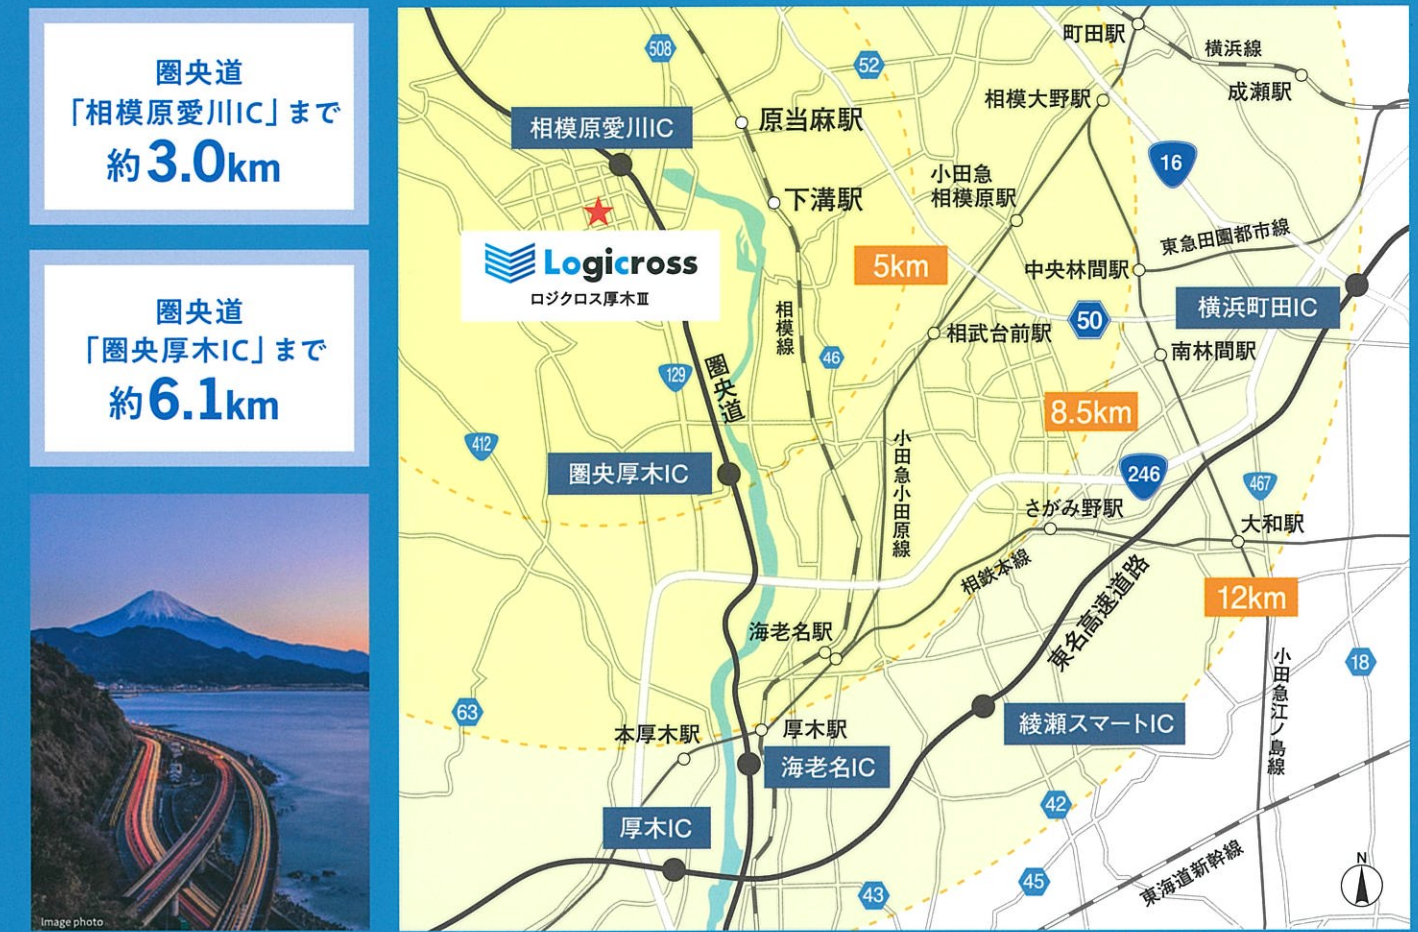 圏央道
「相模原愛川IC」まで
約3.0km
圏央道
「圏央厚木IC」まで
約6.1km
Image photo
508
52
町田駅
横浜線
成瀬駅
相模大野駅
相模原愛川IC
原当麻駅
16
小田急
相模原駅
下溝駅
東急田園都市線
5km
中央林間駅
Logicross
ロジクロス厚木Ⅲ
横浜町田IC
50
相模線
相武台前駅
南林間駅
46
129
圏央道
8.5km
412
小田急小田原線
圏央厚木IC
246
467
さがみ野駅
大和駅
相鉄本線
東名高速道路
12km
海老名駅
小田急江ノ島線
18
63
本厚木駅
厚木駅
綾瀬スマートIC
海老名IC
42
厚木IC
東海道新幹線
43
45
N